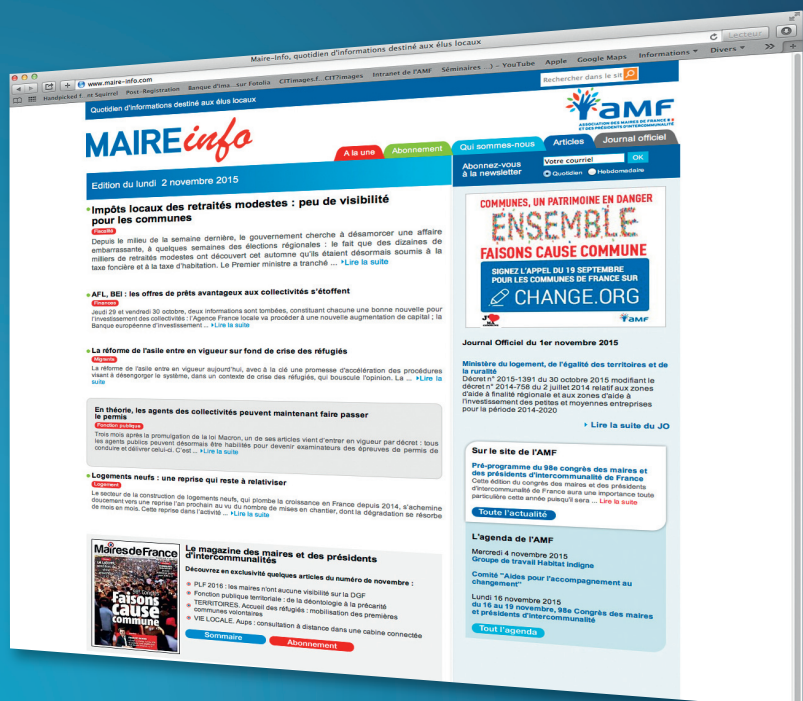 Maire-Info, quotidien d'informations destiné aux élus locaux
Lecteur
www.maire-info.com
Handpicked f...nt Squirrel Post-Registration Banque d'ima...sur Fotolia CITimages.f... CIT'images Intranet de l'AMF Séminaires ...) - YouTube Apple Google Maps Informations Divers
Quotidien d'informations destiné aux élus locaux
Rechercher dans le sit
MAIREinfo
AMF
ASSOCIATION DES MAIRES DE FRANCE
ET DES PRÉSIDENTS D'INTERCOMMUNALITÉ
A la une
Abonnement
Qui sommes-nous
Articles
Journal officiel
Edition du lundi 2 novembre 2015
Abonnez-vous
à la newsletter
Votre courriel
OK
Quotidien Hebdomedaire
Impôts locaux des retraités modestes : peu de visibilité
pour les communes
Fiscalité
Depuis le milieu de la semaine dernière, le gouvernement cherche à désamorcer une affaire
embarrassante, à quelques semaines des élections régionales : le fait que des dizaines de
milliers de retraités modestes ont découvert cet automne qu'ils étaient désormais soumis à la
taxe foncière et à la taxe d'habitation. Le Premier ministre a tranché ... Lire la suite
AFL, BEI : les offres de prêts avantageux aux collectivités s'étoffent
Finances
Jeudi 29 et vendredi 30 octobre, deux informations sont tombées, constituant chacune une bonne nouvelle pour
l'investissement des collectivités : l'Agence France locale va procéder à une nouvelle augmentation de capital ; la
Banque européenne d'investissement ... Lire la suite
La réforme de l'asile entre en vigueur sur fond de crise des réfugiés
Migrants
La réforme de l'asile entre en vigueur aujourd'hui, avec à la clé une promesse d'accélération des procédures
visant à désengorger le système, dans un contexte de crise des réfugiés, qui bouscule l'opinion. La ... Lire la
suite
En théorie, les agents des collectivités peuvent maintenant faire passer
le permis
Fonction publique
Trois mois après la promulgation de la loi Macron, un de ses articles vient d'entrer en vigueur par décret : tous
les agents publics peuvent désormais être habilités pour devenir examinateurs des épreuves de permis de
conduire et délivrer celui-ci. C'est ... Lire la suite
Logements neufs : une reprise qui reste à relativiser
Logement
Le secteur de la construction de logements neufs, qui plombe la croissance en France depuis 2014, s'achemine
doucement vers une reprise l'an prochain au vu du nombre de mises en chantier, dont la dégradation se résorbe
de mois en mois. Cette reprise dans l'activité ... Lire la suite
MairesdeFrance
Faisons
cause
commune
Le magazine des maires et des présidents
d'intercommunalités
Découvrez en exclusivité quelques articles du numéro de novembre :
PLF 2016 : les maires n'ont aucune visibilité sur la DGF
Fonction publique territoriale : de la déontologie à la précarité
TERRITOIRES. Accueil des réfugiés : mobilisation des premières
communes volontaires
VIE LOCALE. Aups : consultation à distance dans une cabine connectée
Sommaire
Abonnement
COMMUNES, UN PATRIMOINE EN DANGER
ENSEMBLE
FAISONS CAUSE COMMUNE
SIGNEZ L'APPEL DU 19 SEPTEMBRE
POUR LES COMMUNES DE FRANCE SUR
CHANGE.ORG
AMF
Journal Officiel du 1er novembre 2015
Ministère du logement, de l'égalité des territoires et de
la ruralité
Décret n° 2015-1391 du 30 octobre 2015 modifiant le
décret n° 2014-758 du 2 juillet 2014 relatif aux zones
d'aide à finalité régionale et aux zones d'aide à
l'investissement des petites et moyennes entreprises
pour la période 2014-2020
Lire la suite du JO
Sur le site de l'AMF
Pré-programme du 98e congrès des maires et
des présidents d'intercommunalité de France
Cette édition du congrès des maires et des présidents
d'intercommunalité de France aura une importance toute
particulière cette année puisqu'il sera ... Lire la suite
Toute l'actualité
L'agenda de l'AMF
Mercredi 4 novembre 2015
Groupe de travail Habitat Indigne
Comité "Aides pour l'accompagnement au
changement"
Lundi 16 novembre 2015
du 16 au 19 novembre, 98e Congrès des maires
et présidents d'intercommunalité
Tout l'agenda